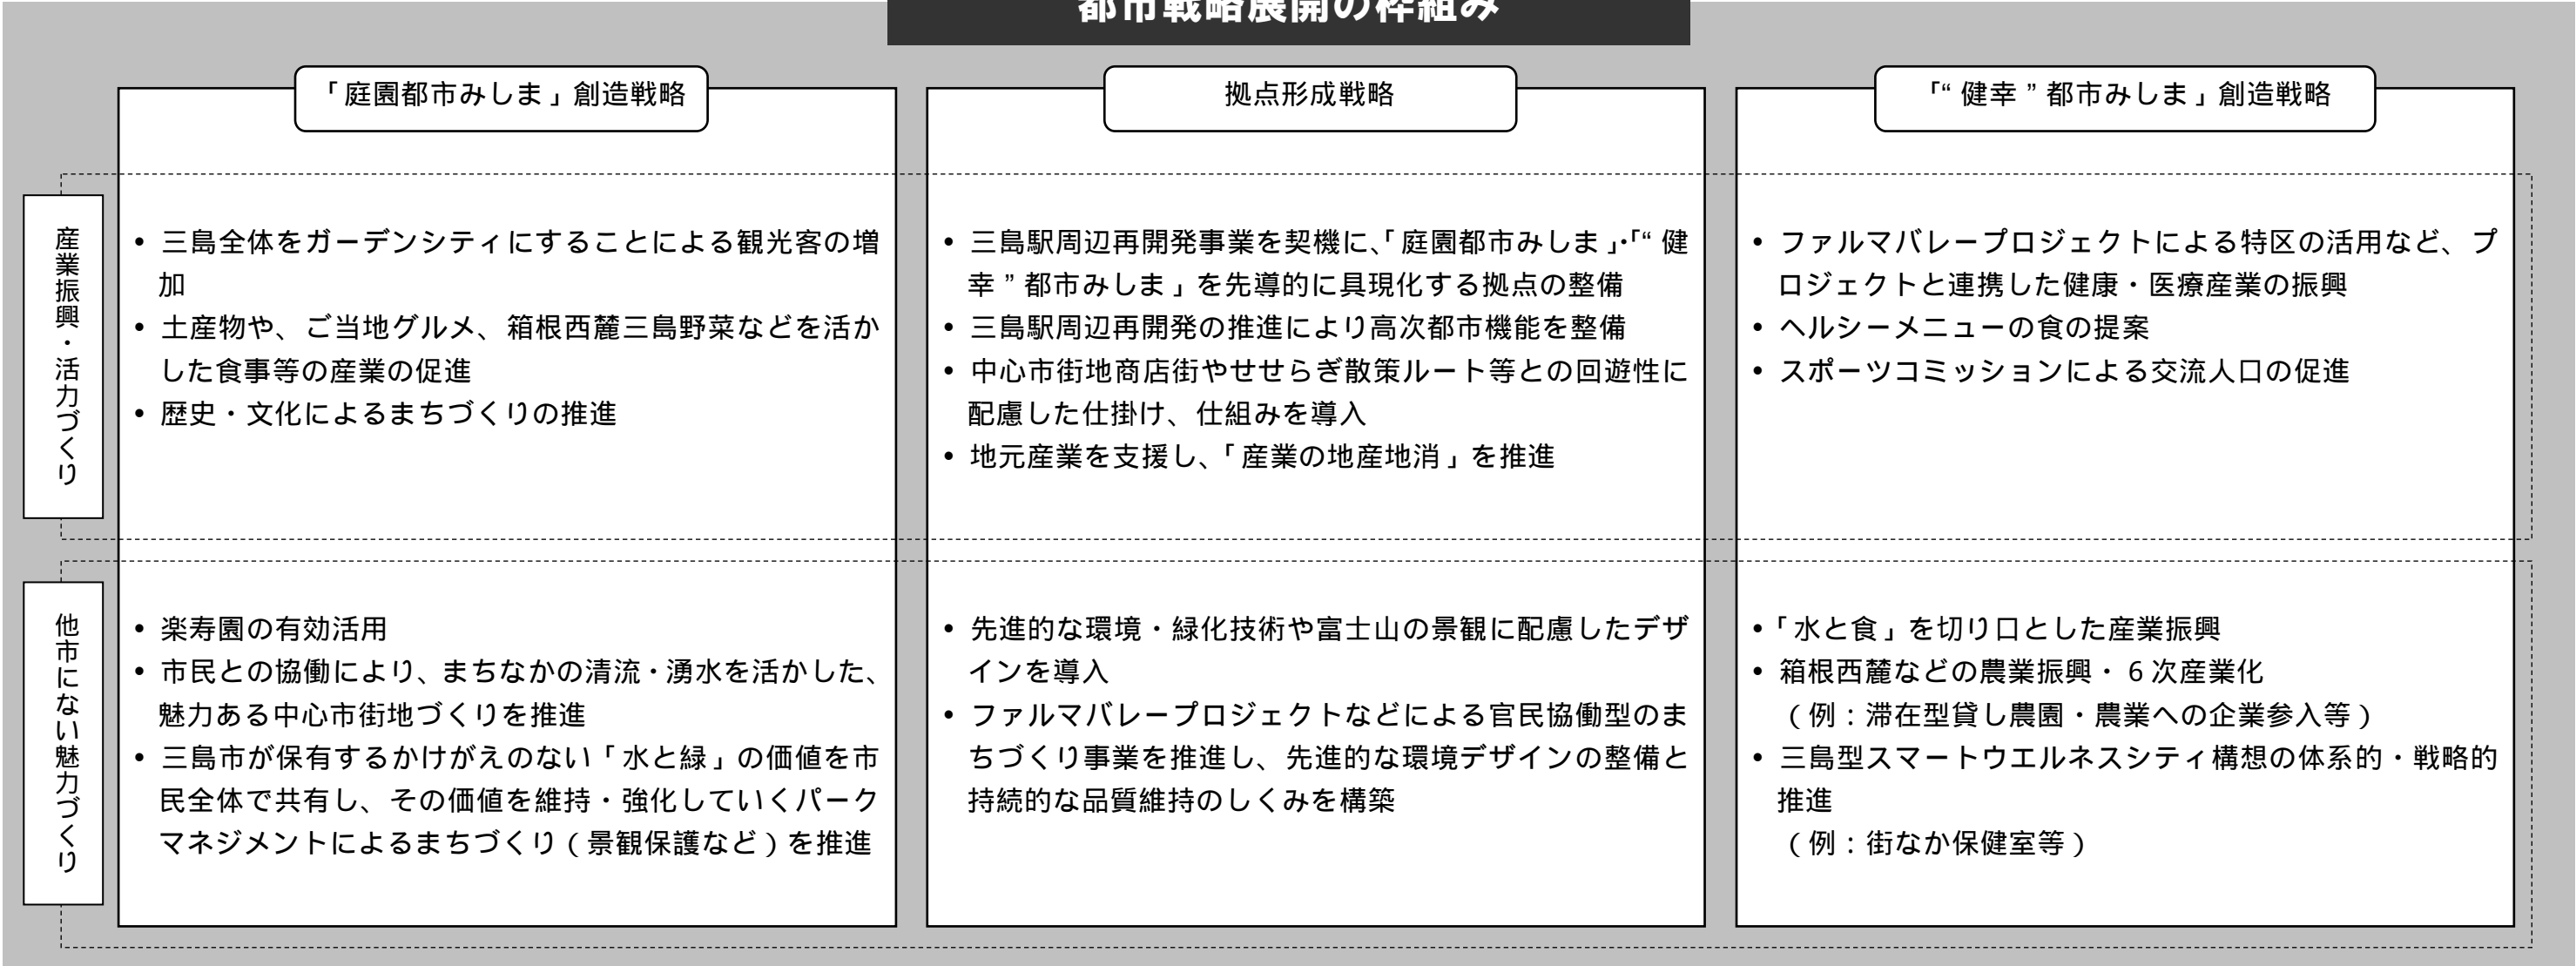 都市戦略展開の枠組み
「庭園都市みしま」創造戦略
拠点形成戦略
「“健幸”都市みしま」創造戦略
産業振興・活力づくり
• 三島全体をガーデンシティにすることによる観光客の増
加
• 土産物や、ご当地グルメ、箱根西麓三島野菜などを活か
した食事等の産業の促進
• 歴史・文化によるまちづくりの推進
• 三島駅周辺再開発事業を契機に、「庭園都市みしま」・「“健
幸”都市みしま」を先導的に具現化する拠点の整備
• 三島駅周辺再開発の推進により高次都市機能を整備
• 中心市街地商店街やせせらぎ散策ルート等との回遊性に
配慮した仕掛け、仕組みを導入
• 地元産業を支援し、「産業の地産地消」を推進
• ファルマバレープロジェクトによる特区の活用など、プ
ロジェクトと連携した健康・医療産業の振興
• ヘルシーメニューの食の提案
• スポーツコミッションによる交流人口の促進
他市にない魅力づくり
• 楽寿園の有効活用
• 市民との協働により、まちなかの清流・湧水を活かした、
魅力ある中心市街地づくりを推進
• 三島市が保有するかけがえのない「水と緑」の価値を市
民全体で共有し、その価値を維持・強化していくパーク
マネジメントによるまちづくり（景観保護など）を推進
• 先進的な環境・緑化技術や富士山の景観に配慮したデザ
インを導入
• ファルマバレープロジェクトなどによる官民協働型のま
ちづくり事業を推進し、先進的な環境デザインの整備と
持続的な品質維持のしくみを構築
•「水と食」を切り口とした産業振興
• 箱根西麓などの農業振興・６次産業化
（例：滞在型貸し農園・農業への企業参入等）
• 三島型スマートウエルネスシティ構想の体系的・戦略的
推進
（例：街なか保健室等）